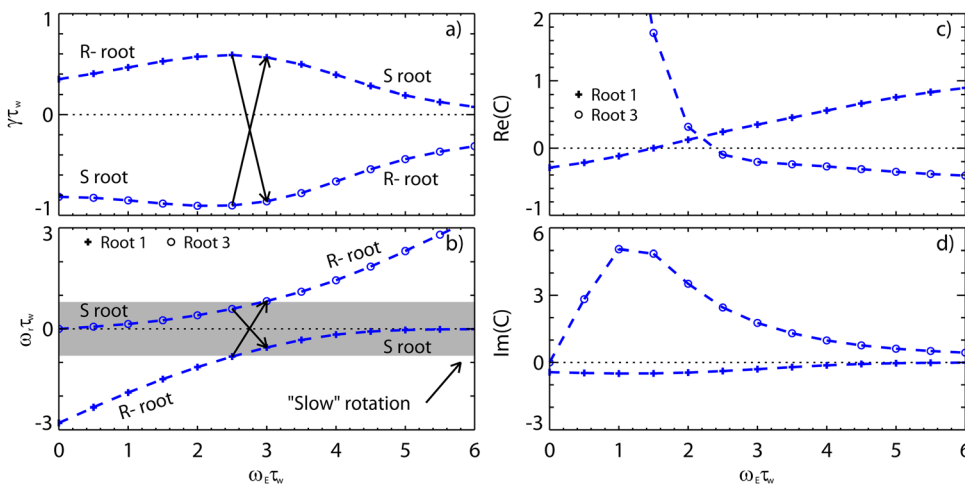 a)
R- root
S root
S root
R- root
γτw
1
0
-1
b)
Root 1
Root 3
R- root
S root
S root
R- root
"Slow" rotation
ωrτw
3
0
-3
0 1 2 3 4 5 6
ωEτw
c)
Root 1
Root 3
Re(C)
2
1
0
-1
d)
Im(C)
6
3
0
-3
0 1 2 3 4 5 6
ωEτw